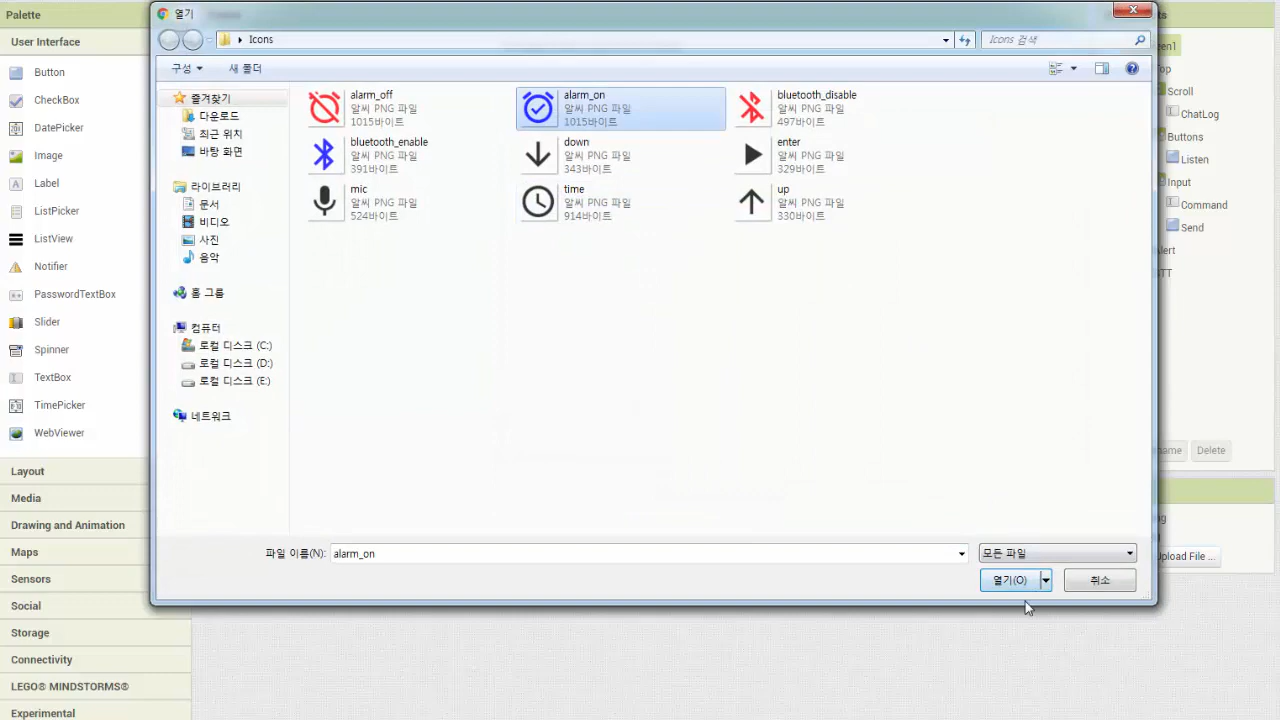 Palette
User Interface
Button
CheckBox
DatePicker
Image
Label
ListPicker
ListView
Notifier
PasswordTextBox
Slider
Spinner
TextBox
TimePicker
WebViewer
Layout
Media
Drawing and Animation
Maps
Sensors
Social
Storage
Connectivity
LEGO® MINDSTORMS®
Experimental
열기
Icons
Icons 검색
구성
새 폴더
즐겨찾기
다운로드
최근 위치
바탕 화면
라이브러리
문서
비디오
사진
음악
홈 그룹
컴퓨터
로컬 디스크 (C:)
로컬 디스크 (D:)
로컬 디스크 (E:)
네트워크
alarm_off
알씨 PNG 파일
1015바이트
alarm_on
알씨 PNG 파일
1015바이트
bluetooth_disable
알씨 PNG 파일
497바이트
bluetooth_enable
알씨 PNG 파일
391바이트
down
알씨 PNG 파일
343바이트
enter
알씨 PNG 파일
329바이트
mic
알씨 PNG 파일
524바이트
time
알씨 PNG 파일
914바이트
up
알씨 PNG 파일
330바이트
파일 이름(N):
alarm_on
모든 파일
열기(O)
취소
ts
een1
Top
Scroll
ChatLog
Buttons
Listen
Input
Command
Send
lert
TT
name
Delete
ng
Upload File ...